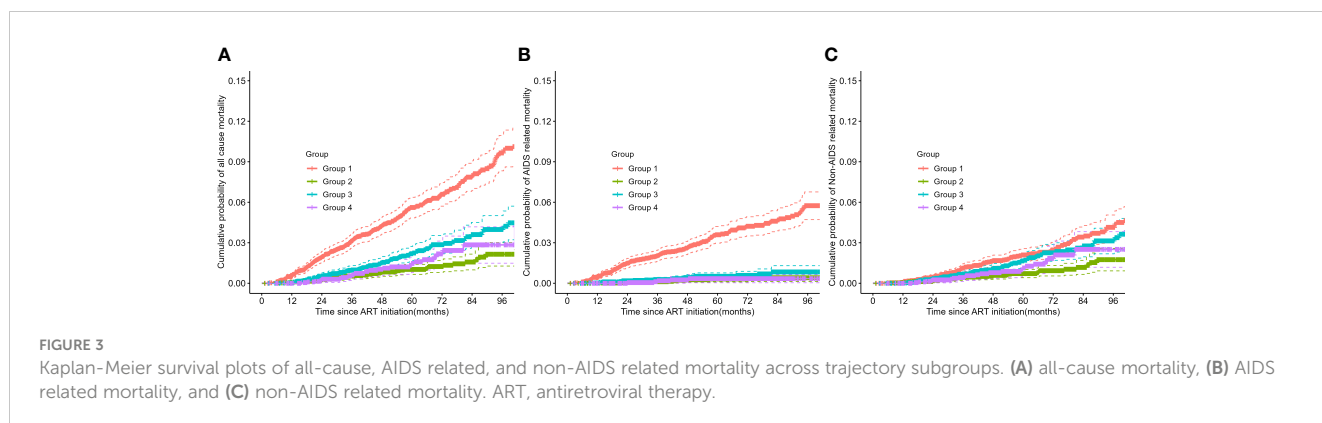 A
Cumulative probability of all cause mortality
0.15
0.12
0.09
0.06
0.03
0.00
Group
Group 1
Group 2
Group 3
Group 4
0 12 24 36 48 60 72 84 96
Time since ART initiation(months)
B
Cumulative probability of AIDS related mortality
0.15
0.12
0.09
0.06
0.03
0.00
Group
Group 1
Group 2
Group 3
Group 4
0 12 24 36 48 60 72 84 96
Time since ART initiation(months)
C
Cumulative probability of Non-AIDS related mortality
0.15
0.12
0.09
0.06
0.03
0.00
Group
Group 1
Group 2
Group 3
Group 4
0 12 24 36 48 60 72 84 96
Time since ART initiation(months)
FIGURE 3
Kaplan-Meier survival plots of all-cause, AIDS related, and non-AIDS related mortality across trajectory subgroups. (A) all-cause mortality, (B) AIDS
related mortality, and (C) non-AIDS related mortality. ART, antiretroviral therapy.